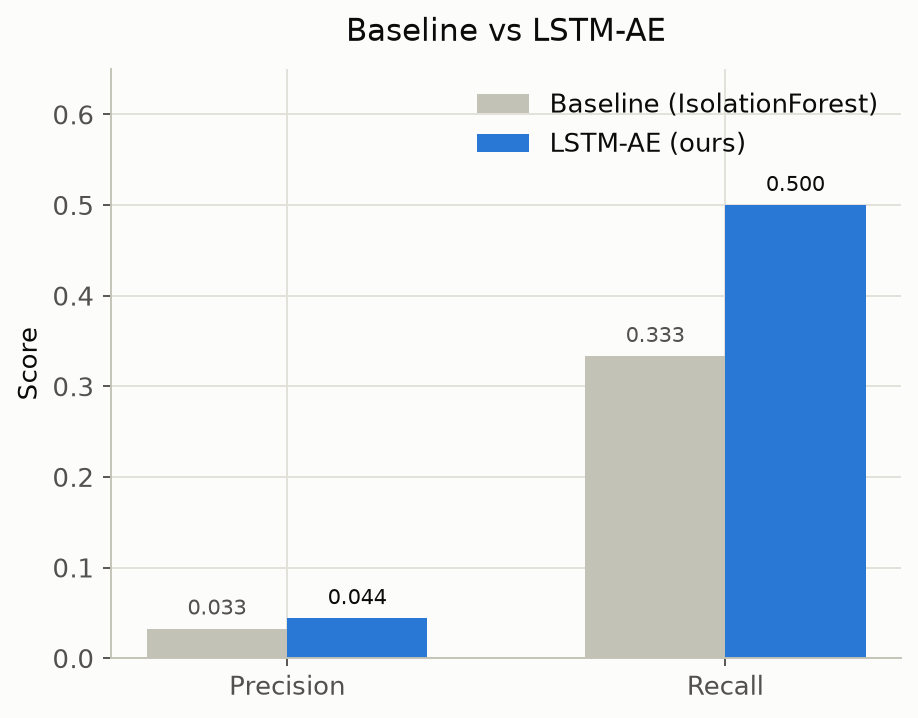 Baseline vs LSTM-AE
Baseline (IsolationForest)
LSTM-AE (ours)
Score
0.6
0.5
0.4
0.3
0.2
0.1
0.0
0.033
0.044
0.333
0.500
Precision
Recall